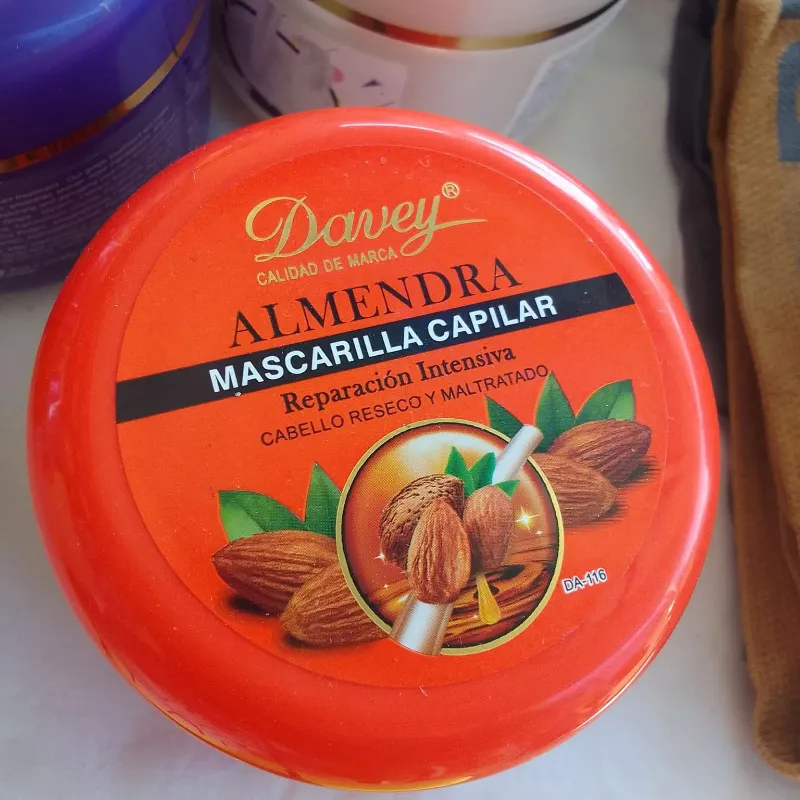 Davey®
CALIDAD DE MARCA
ALMENDRA
MASCARILLA CAPILAR
Reparación Intensiva
CABELLO RESECO Y MALTRATADO
DA-116